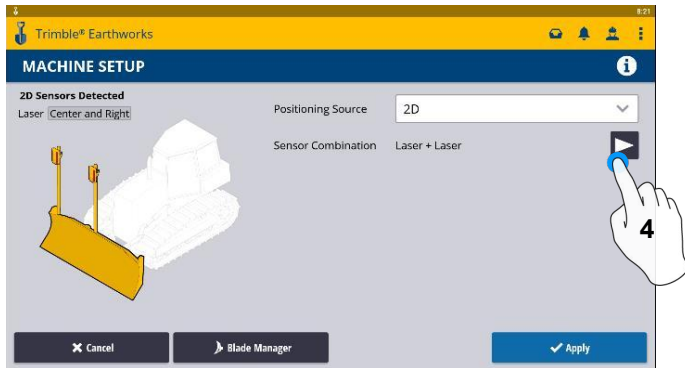 8:21
Trimble® Earthworks
MACHINE SETUP
2D Sensors Detected
Laser Center and Right
Positioning Source 2D
Sensor Combination Laser + Laser
4
Cancel Blade Manager Apply